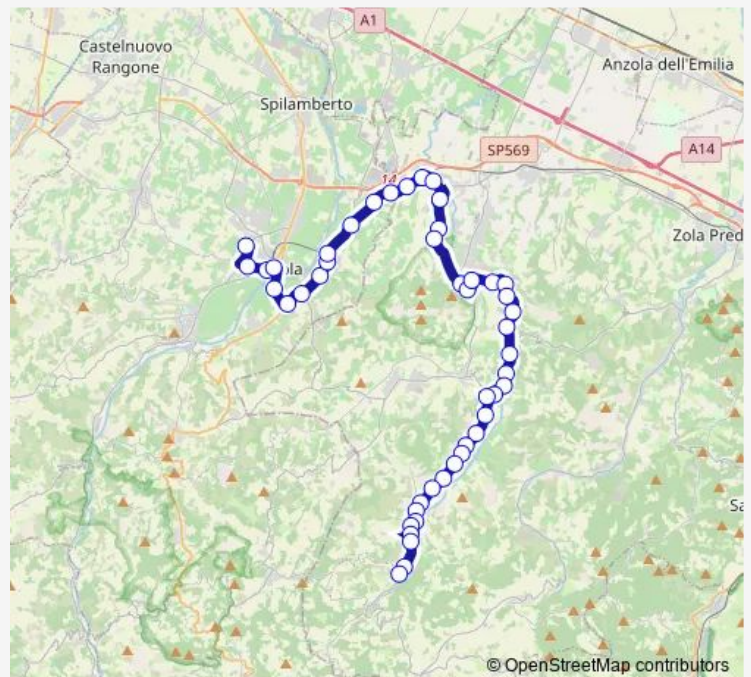 A1
Castelnuovo
Rangone
Anzola dell'Emilia
Spilamberto
SP569
A14
14
Zola Pred
ola
Sa
© OpenStreetMap contributors